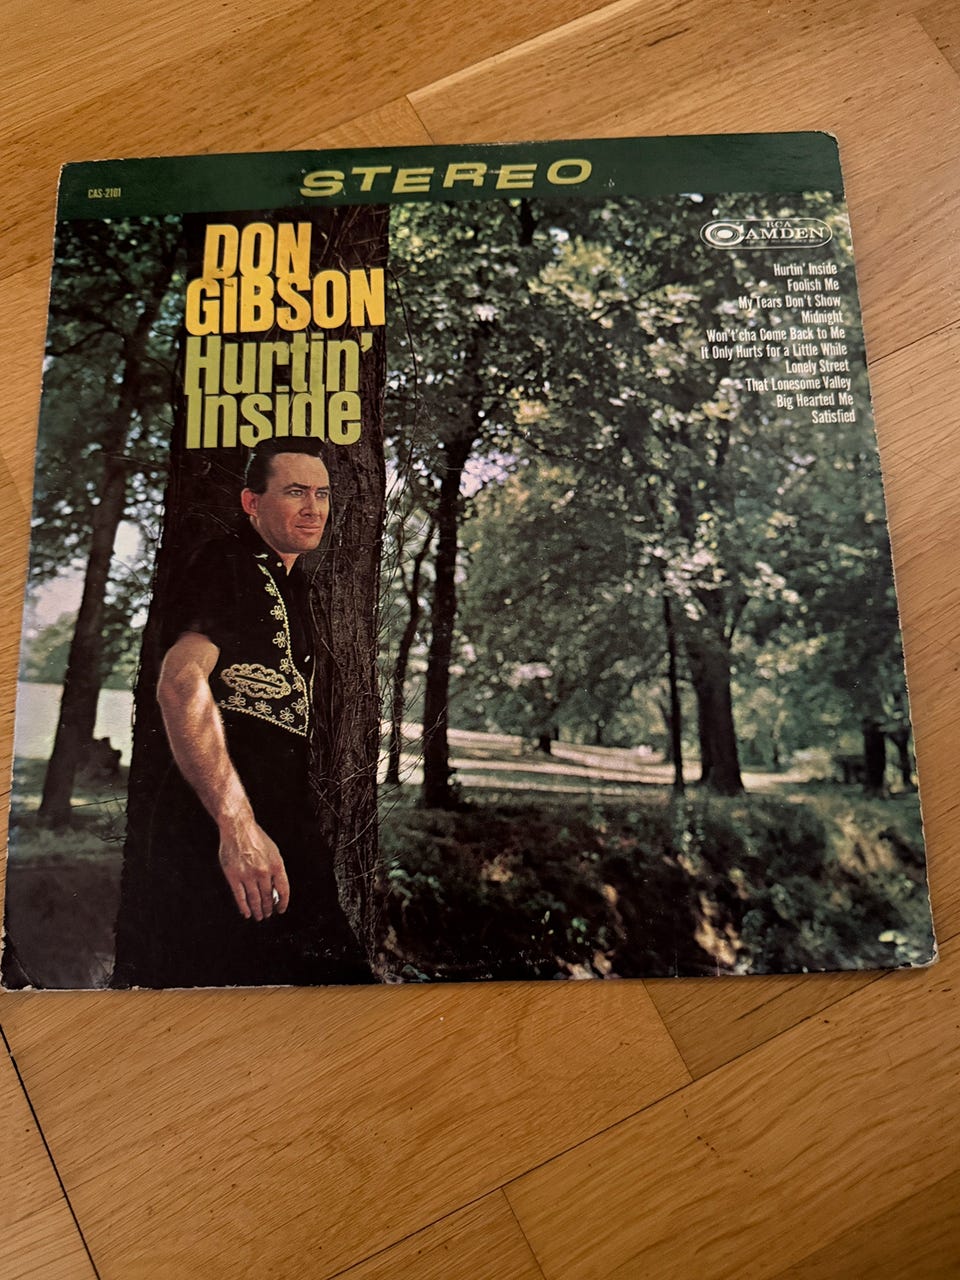 STEREO
CAS-2101
DON
GIBSON
Hurtin'
Inside
RCA
CAMDEN
Hurtin' Inside
Foolish Me
My Tears Don't Show
Midnight
Won't'cha Come Back to Me
It Only Hurts for a Little While
Lonely Street
That Lonesome Valley
Big Hearted Me
Satisfied